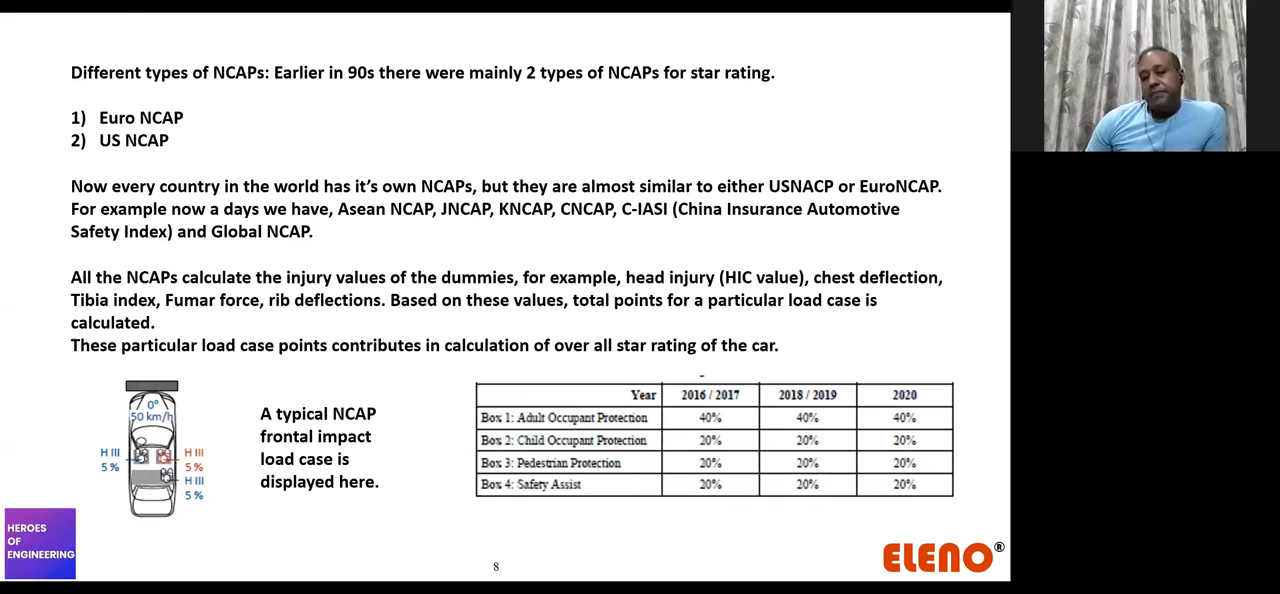 Different types of NCAPs: Earlier in 90s there were mainly 2 types of NCAPs for star rating.
1) Euro NCAP
2) US NCAP
Now every country in the world has it's own NCAPs, but they are almost similar to either USNACP or EuroNCAP.
For example now a days we have, Asean NCAP, JNCAP, KNCAP, CNCAP, C-IASI (China Insurance Automotive
Safety Index) and Global NCAP.
All the NCAPs calculate the injury values of the dummies, for example, head injury (HIC value), chest deflection,
Tibia index, Fumar force, rib deflections. Based on these values, total points for a particular load case is
calculated.
These particular load case points contributes in calculation of over all star rating of the car.
0°
50 km/h
H III
5 %
H III
5 %
H III
5 %
A typical NCAP
frontal impact
load case is
displayed here.
Year 2016 / 2017 2018 / 2019 2020
Box 1: Adult Occupant Protection 40% 40% 40%
Box 2: Child Occupant Protection 20% 20% 20%
Box 3: Pedestrian Protection 20% 20% 20%
Box 4: Safety Assist 20% 20% 20%
HEROES
OF
ENGINEERING
8
ELENO®